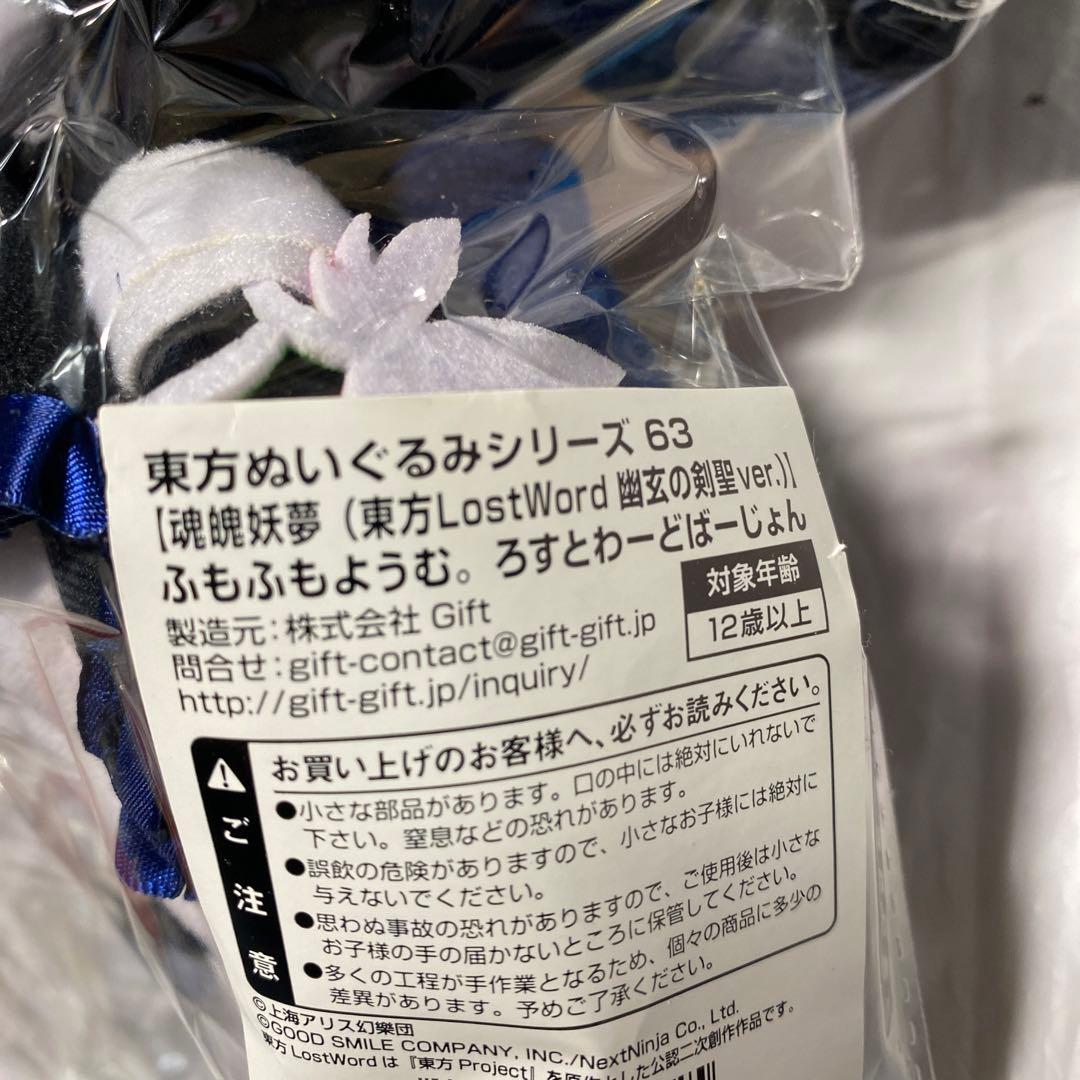 東方ぬいぐるみシリーズ 63
【魂魄妖夢（東方LostWord 幽玄の剣聖ver.)】
ふもふもようむ。ろすとわーどばーじょん
製造元：株式会社 Gift
問合せ：gift-contact@gift-gift.jp
http://gift-gift.jp/inquiry/
対象年齢
12歳以上
ご注意
お買い上げのお客様へ、必ずお読みください。
●小さな部品があります。口の中には絶対にいれないで
下さい。窒息などの恐れがあります。
●誤飲の危険がありますので、小さなお子様には絶対に
与えないでください。
●思わぬ事故の恐れがありますので、ご使用後は小さな
お子様の手の届かないところに保管してください。
●多くの工程が手作業となるため、個々の商品に多少の
差異があります。予めご了承ください。
©上海アリス幻樂団
©GOOD SMILE COMPANY, INC./NextNinja Co., Ltd.
東方LostWordは『東方Project』を原作とした公認二次創作作品です。